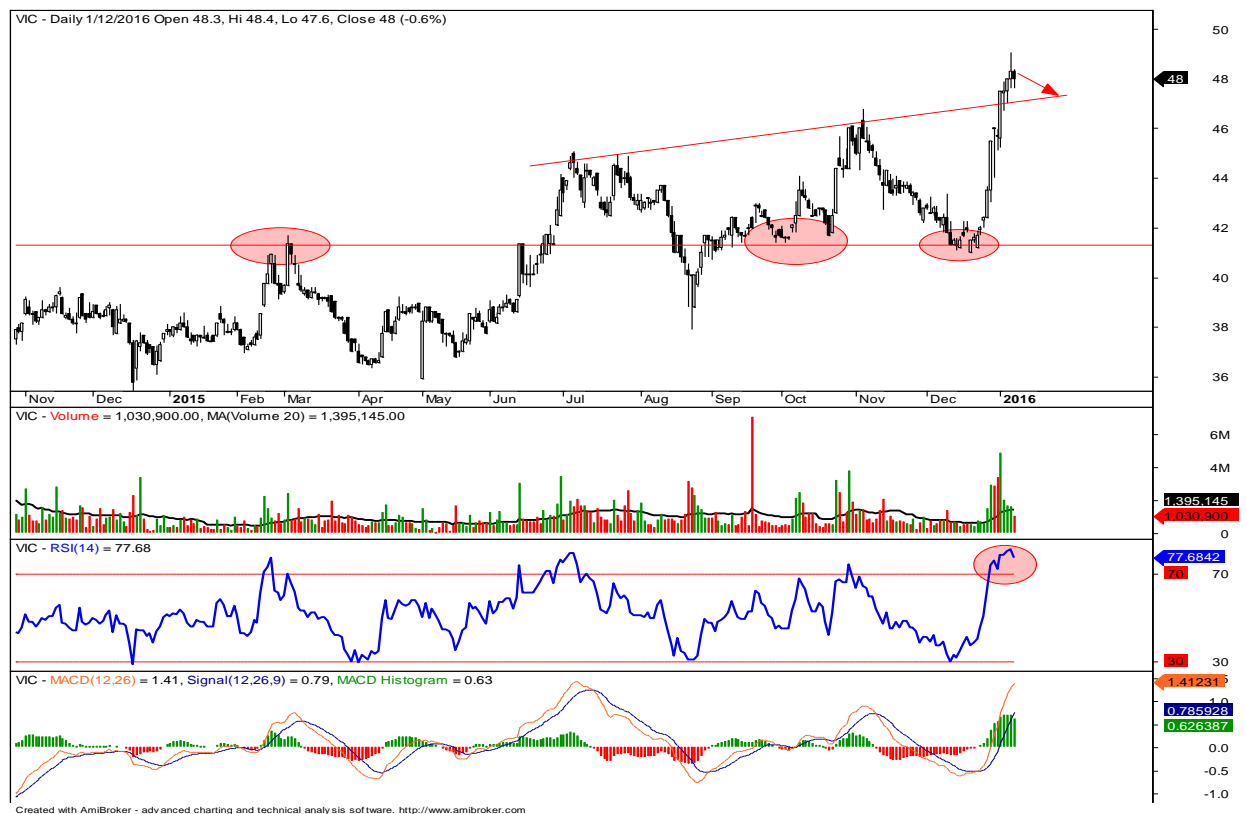 VIC - Daily 1/12/2016 Open 48.3, Hi 48.4, Lo 47.6, Close 48 (-0.6%)
50
48
48
46
44
42
40
38
36
Nov Dec 2015 Feb Mar Apr May Jun Jul Aug Sep Oct Nov Dec 2016
VIC - Volume = 1,030,900.00, MA(Volume 20) = 1,395,145.00
6M
4M
1,395,145
1,030,900
0
VIC - RSI(14) = 77.68
77.6842
70 70
30 30
VIC - MACD(12,26) = 1.41, Signal(12,26,9) = 0.79, MACD Histogram = 0.63
1.41231
0.785928
0.626387
0.0
-0.5
-1.0
Created with AmiBroker - advanced charting and technical analysis software. http://www.amibroker.com